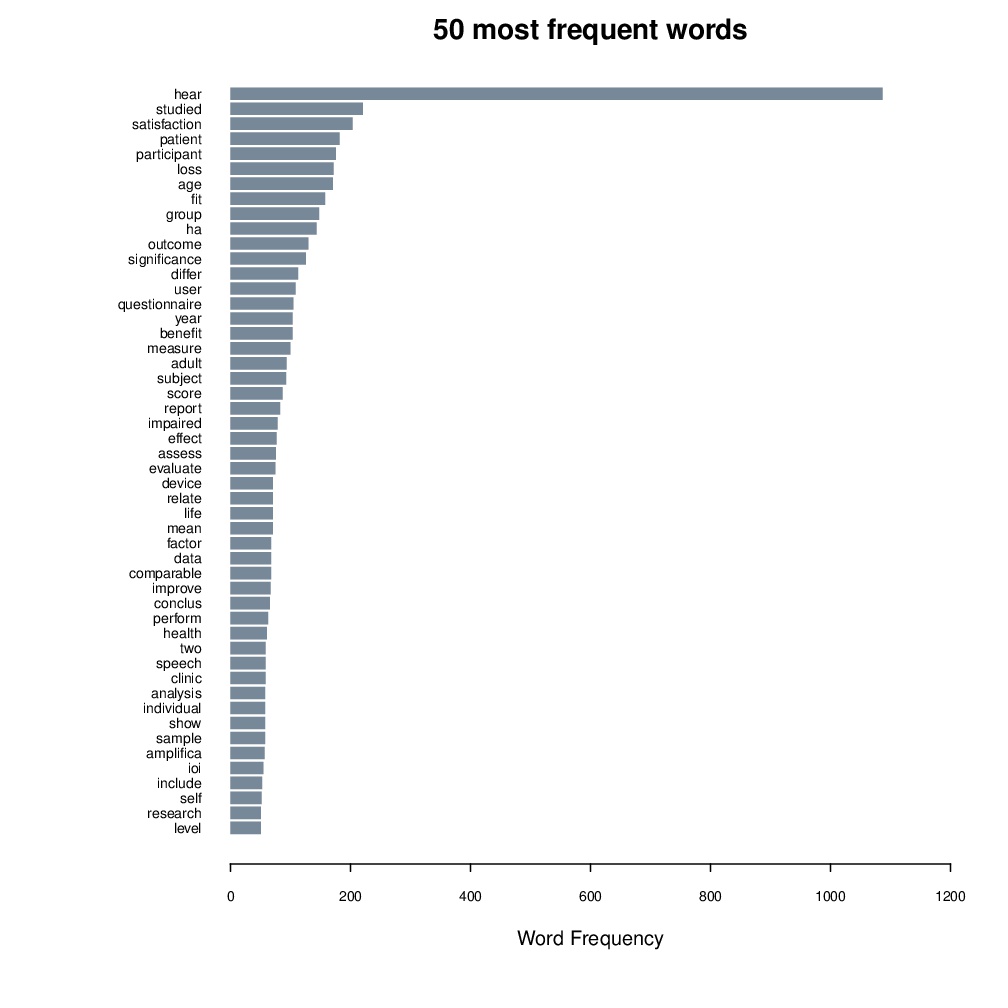 50 most frequent words
hear
studied
satisfaction
patient
participant
loss
age
fit
group
ha
outcome
significance
differ
user
questionnaire
year
benefit
measure
adult
subject
score
report
impaired
effect
assess
evaluate
device
relate
life
mean
factor
data
comparable
improve
conclus
perform
health
two
speech
clinic
analysis
individual
show
sample
amplifica
ioi
include
self
research
level
0 200 400 600 800 1000 1200
Word Frequency